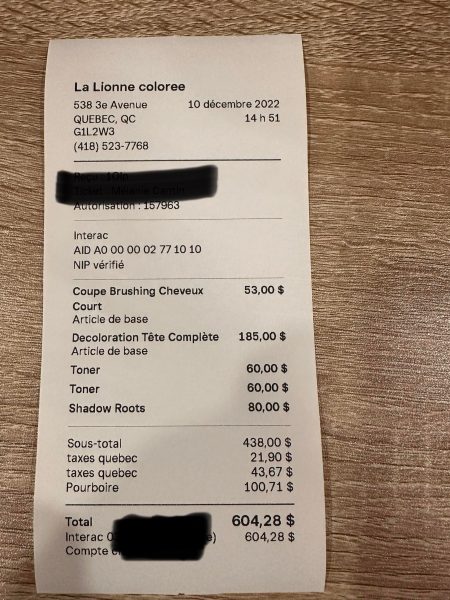 La Lionne coloree
538 3e Avenue 10 décembre 2022
QUEBEC, QC 14 h 51
G1L2W3
(418) 523-7768
Autorisation : 157963
Interac
AID A0 00 00 02 77 10 10
NIP vérifié
Coupe Brushing Cheveux 53,00 $
Court
Article de base
Decoloration Tête Complète 185,00 $
Article de base
Toner 60,00 $
Toner 60,00 $
Shadow Roots 80,00 $
Sous-total 438,00 $
taxes quebec 21,90 $
taxes quebec 43,67 $
Pourboire 100,71 $
Total 604,28 $
Interac 604,28 $
Compte